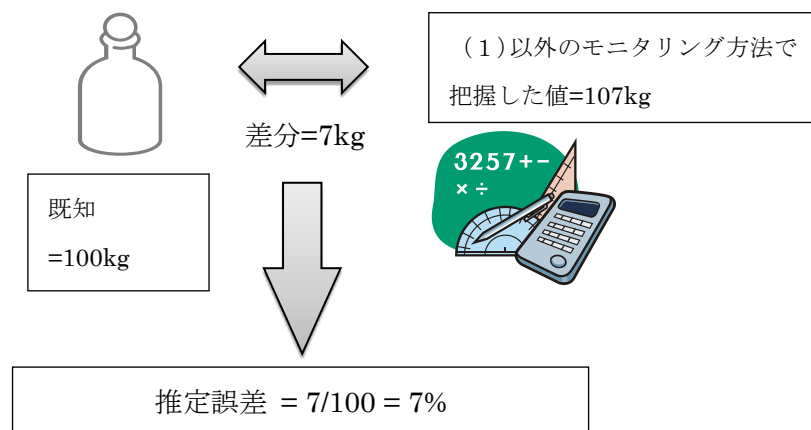 （１）以外のモニタリング方法で
把握した値=107kg
差分=7kg
3257+−
× ÷
既知
=100kg
推定誤差 = 7/100 = 7%